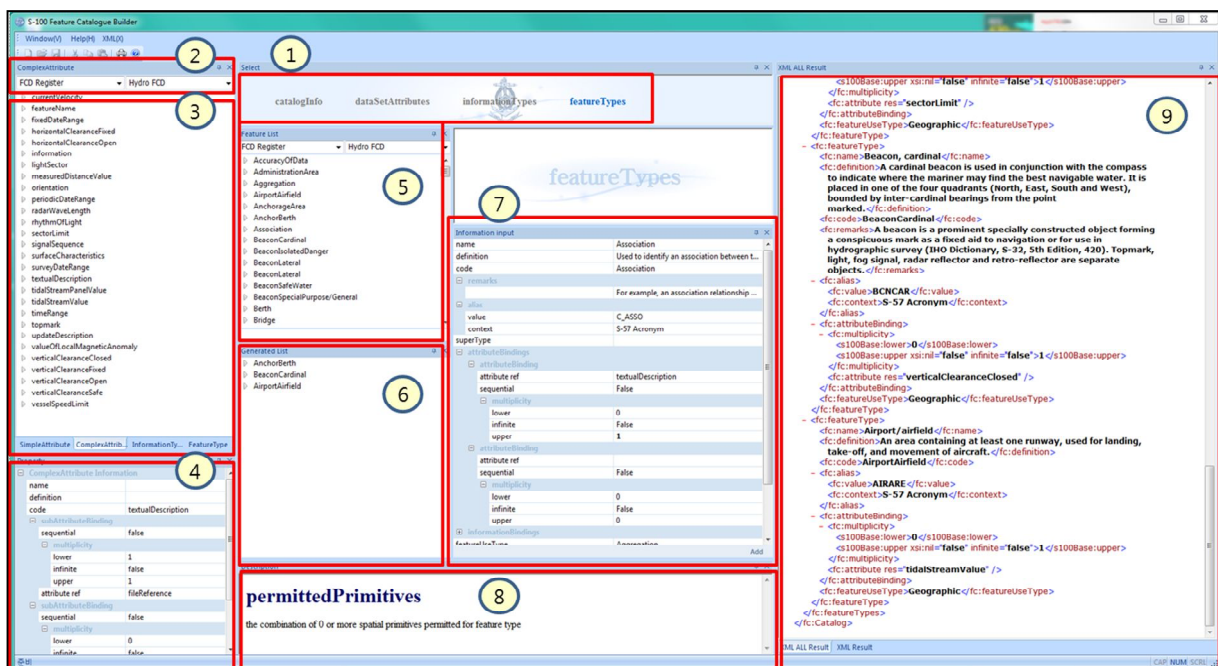 S-100 Feature Catalogue Builder
Window(V) Help(H) XML(X)
ComplexAttribute
FCD Register Hydro FCD
currentVelocity
featureName
fixedDateRange
horizontalClearanceFixed
horizontalClearanceOpen
information
lightSector
measuredDistanceValue
orientation
periodicDateRange
radarWaveLength
rhythmOfLight
sectorLimit
signalSequence
surfaceCharacteristics
surveyDateRange
textualDescription
tidalStreamPanelValue
tidalStreamValue
timeRange
topmark
updateDescription
valueOfLocalMagneticAnomaly
verticalClearanceClosed
verticalClearanceFixed
verticalClearanceOpen
verticalClearanceSafe
vesselSpeedLimit
SimpleAttribute ComplexAttrib... InformationTy... FeatureType
Property
ComplexAttribute Information
name
definition
code textualDescription
subAttributeBinding
sequential false
multiplicity
lower 1
infinite false
upper 1
attribute ref fileReference
subAttributeBinding
sequential false
multiplicity
lower 0
infinite false
준비
Select
catalogInfo dataSetAttributes informationTypes featureTypes
Feature List
FCD Register Hydro FCD
AccuracyOfData
AdministrationArea
Aggregation
AirportAirfield
AnchorageArea
AnchorBerth
Association
BeaconCardinal
BeaconIsolatedDanger
BeaconLateral
BeaconLateral
BeaconSafeWater
BeaconSpecialPurpose/General
Berth
Bridge
Generated List
AnchorBerth
BeaconCardinal
AirportAirfield
featureTypes
Information input
name Association
definition Used to identify an association between t...
code Association
remarks
For example, an association relationship ...
alias
value C_ASSO
context S-57 Acronym
superType
attributeBindings
attributeBinding
attribute ref textualDescription
sequential False
multiplicity
lower 0
infinite False
upper 1
attributeBinding
attribute ref
sequential False
multiplicity
lower 0
infinite False
upper 0
informationBindings
featureUseType Aggregation
Add
permittedPrimitives
the combination of 0 or more spatial primitives permitted for feature type
XML ALL Result
<s100Base:upper xsi:nil="false" infinite="false">1</s100Base:upper>
</fc:multiplicity>
<fc:attribute res="sectorLimit" />
</fc:attributeBinding>
<fc:featureUseType>Geographic</fc:featureUseType>
</fc:featureType>
- <fc:featureType>
<fc:name>Beacon, cardinal</fc:name>
<fc:definition>A cardinal beacon is used in conjunction with the compass
to indicate where the mariner may find the best navigable water. It is
placed in one of the four quadrants (North, East, South and West),
bounded by inter-cardinal bearings from the point
marked.</fc:definition>
<fc:code>BeaconCardinal</fc:code>
<fc:remarks>A beacon is a prominent specially constructed object forming
a conspicuous mark as a fixed aid to navigation or for use in
hydrographic survey (IHO Dictionary, S-32, 5th Edition, 420). Topmark,
light, fog signal, radar reflector and retro-reflector are separate
objects.</fc:remarks>
- <fc:alias>
<fc:value>BCNCAR</fc:value>
<fc:context>S-57 Acronym</fc:context>
</fc:alias>
- <fc:attributeBinding>
- <fc:multiplicity>
<s100Base:lower>0</s100Base:lower>
<s100Base:upper xsi:nil="false" infinite="false">1</s100Base:upper>
</fc:multiplicity>
<fc:attribute res="verticalClearanceClosed" />
</fc:attributeBinding>
<fc:featureUseType>Geographic</fc:featureUseType>
</fc:featureType>
- <fc:featureType>
<fc:name>Airport/airfield</fc:name>
<fc:definition>An area containing at least one runway, used for landing,
take-off, and movement of aircraft.</fc:definition>
<fc:code>AirportAirfield</fc:code>
- <fc:alias>
<fc:value>AIRARE</fc:value>
<fc:context>S-57 Acronym</fc:context>
</fc:alias>
- <fc:attributeBinding>
- <fc:multiplicity>
<s100Base:lower>0</s100Base:lower>
<s100Base:upper xsi:nil="false" infinite="false">1</s100Base:upper>
</fc:multiplicity>
<fc:attribute res="tidalStreamValue" />
</fc:attributeBinding>
<fc:featureUseType>Geographic</fc:featureUseType>
</fc:featureType>
</fc:featureTypes>
</fc:Catalog>
XML ALL Result XML Result
CAP NUM SCRL
1
2
3
4
5
6
7
8
9